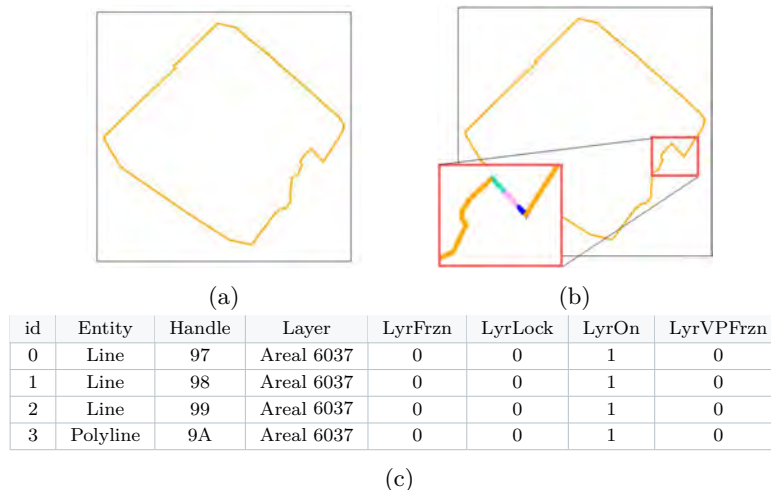 (a) (b)
id Entity Handle Layer LyrFrzn LyrLock LyrOn LyrVPFrzn
0 Line 97 Areal 6037 0 0 1 0
1 Line 98 Areal 6037 0 0 1 0
2 Line 99 Areal 6037 0 0 1 0
3 Polyline 9A Areal 6037 0 0 1 0
(c)